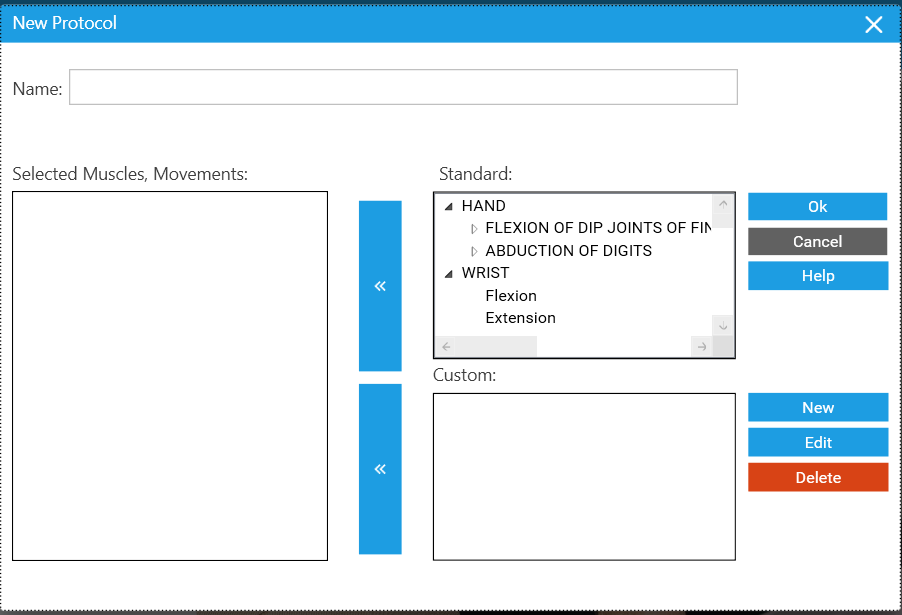 New Protocol
Name:
Selected Muscles, Movements:
Standard:
HAND
FLEXION OF DIP JOINTS OF FIN
ABDUCTION OF DIGITS
WRIST
Flexion
Extension
Ok
Cancel
Help
Custom:
New
Edit
Delete